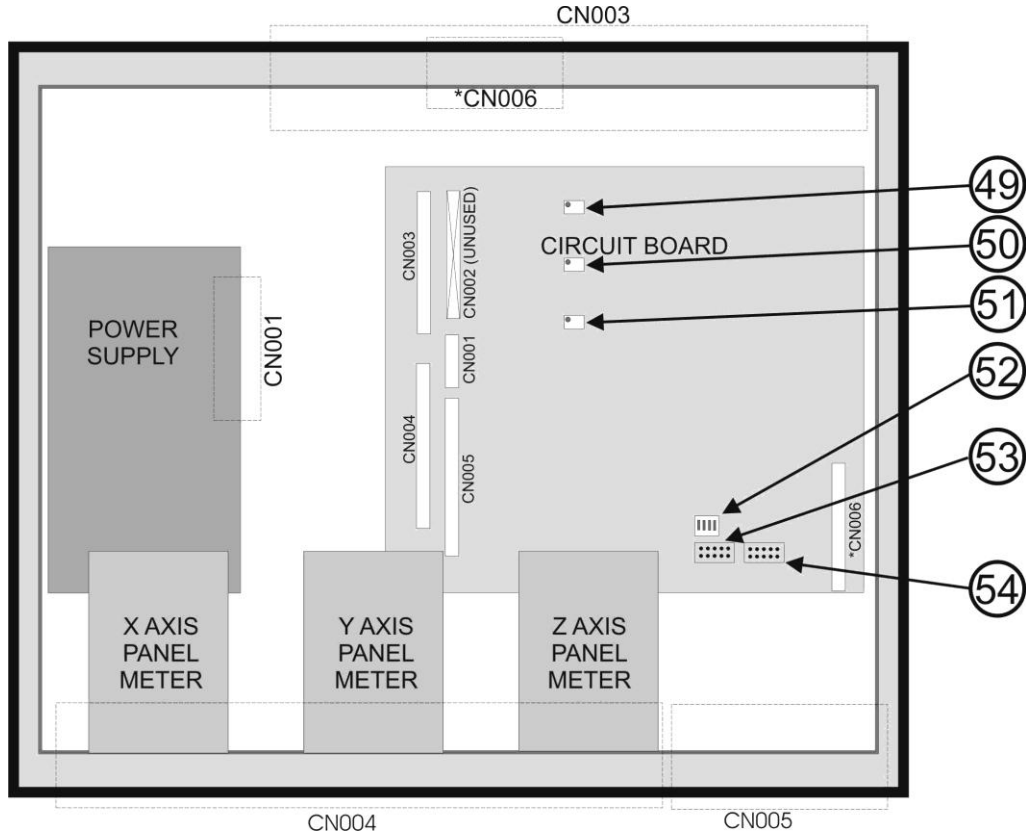 CN003
*CN006
49
CN003
CN002 (UNUSED)
CIRCUIT BOARD
50
51
POWER
SUPPLY
CN001
CN001
52
CN004
CN005
53
*CN006
54
X AXIS
PANEL
METER
Y AXIS
PANEL
METER
Z AXIS
PANEL
METER
CN004
CN005